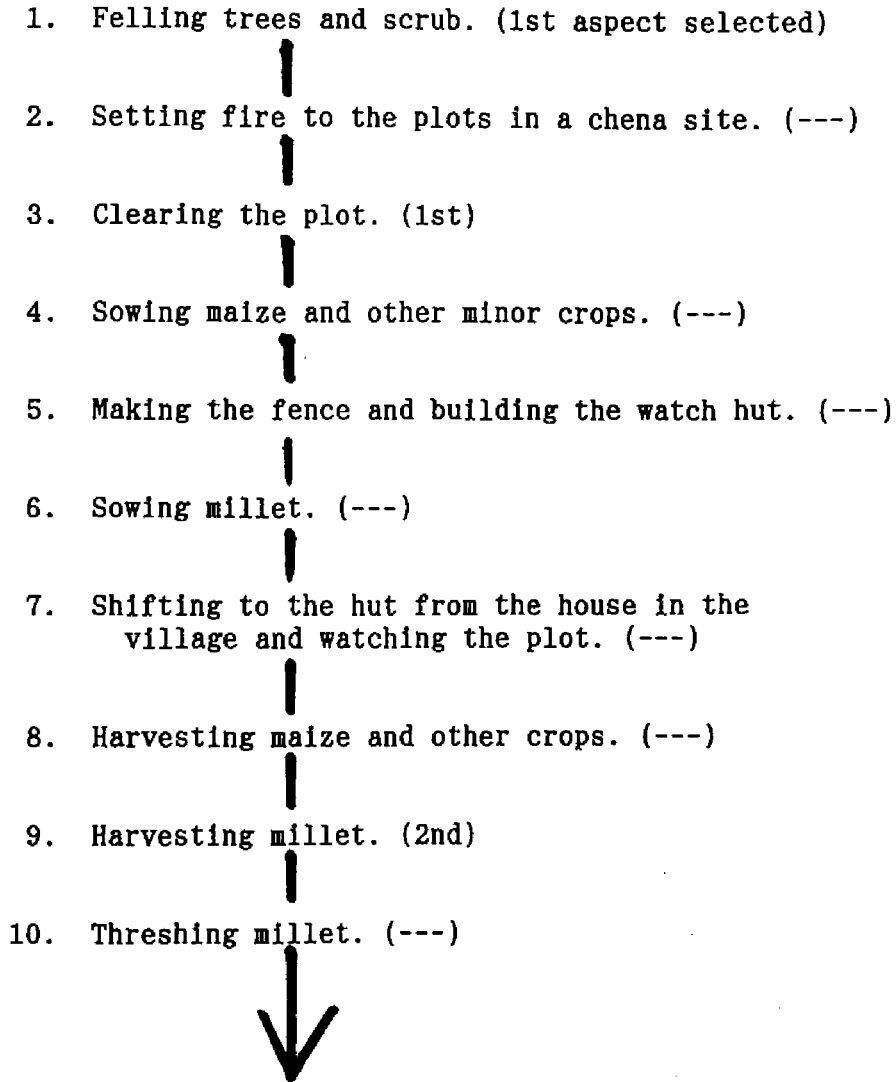 1. Felling trees and scrub. (1st aspect selected)
2. Setting fire to the plots in a chena site. (---)
3. Clearing the plot. (1st)
4. Sowing maize and other minor crops. (---)
5. Making the fence and building the watch hut. (---)
6. Sowing millet. (---)
7. Shifting to the hut from the house in the
village and watching the plot. (---)
8. Harvesting maize and other crops. (---)
9. Harvesting millet. (2nd)
10. Threshing millet. (---)